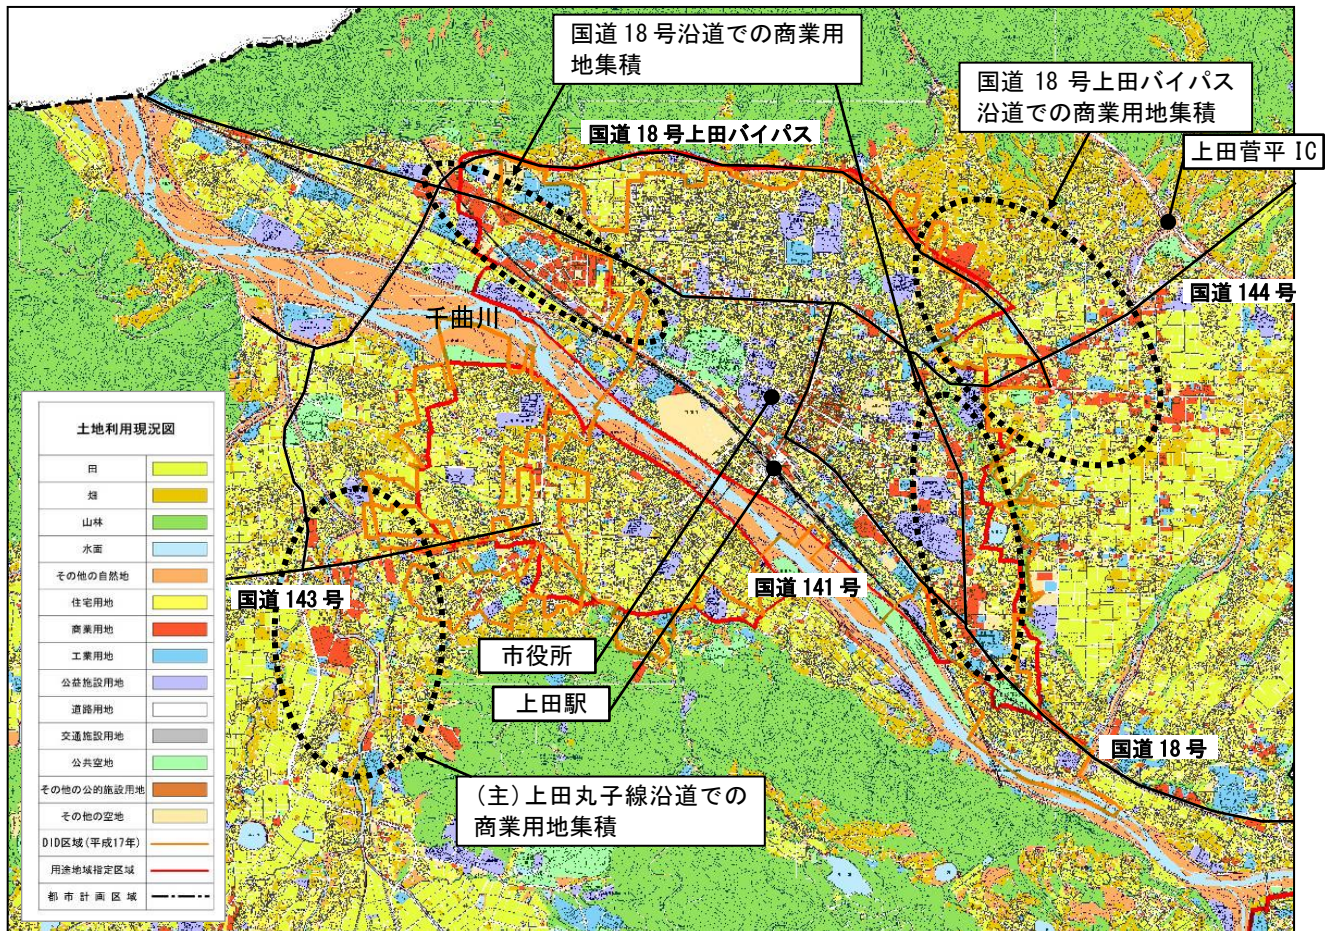 国道18号沿道での商業用
地集積
国道 18 号上田バイパス
沿道での商業用地集積
国道18号上田バイパス
上田菅平 IC
国道 144 号
千曲川
土地利用現況図
田
畑
山林
水面
その他の自然地
住宅用地
商業用地
工業用地
公益施設用地
道路用地
交通施設用地
公共空地
その他の公的施設用地
その他の空地
DID区域(平成17年)
用途地域指定区域
都市計画区域
国道 143 号
国道 141 号
市役所
上田駅
国道 18 号
(主)上田丸子線沿道での
商業用地集積